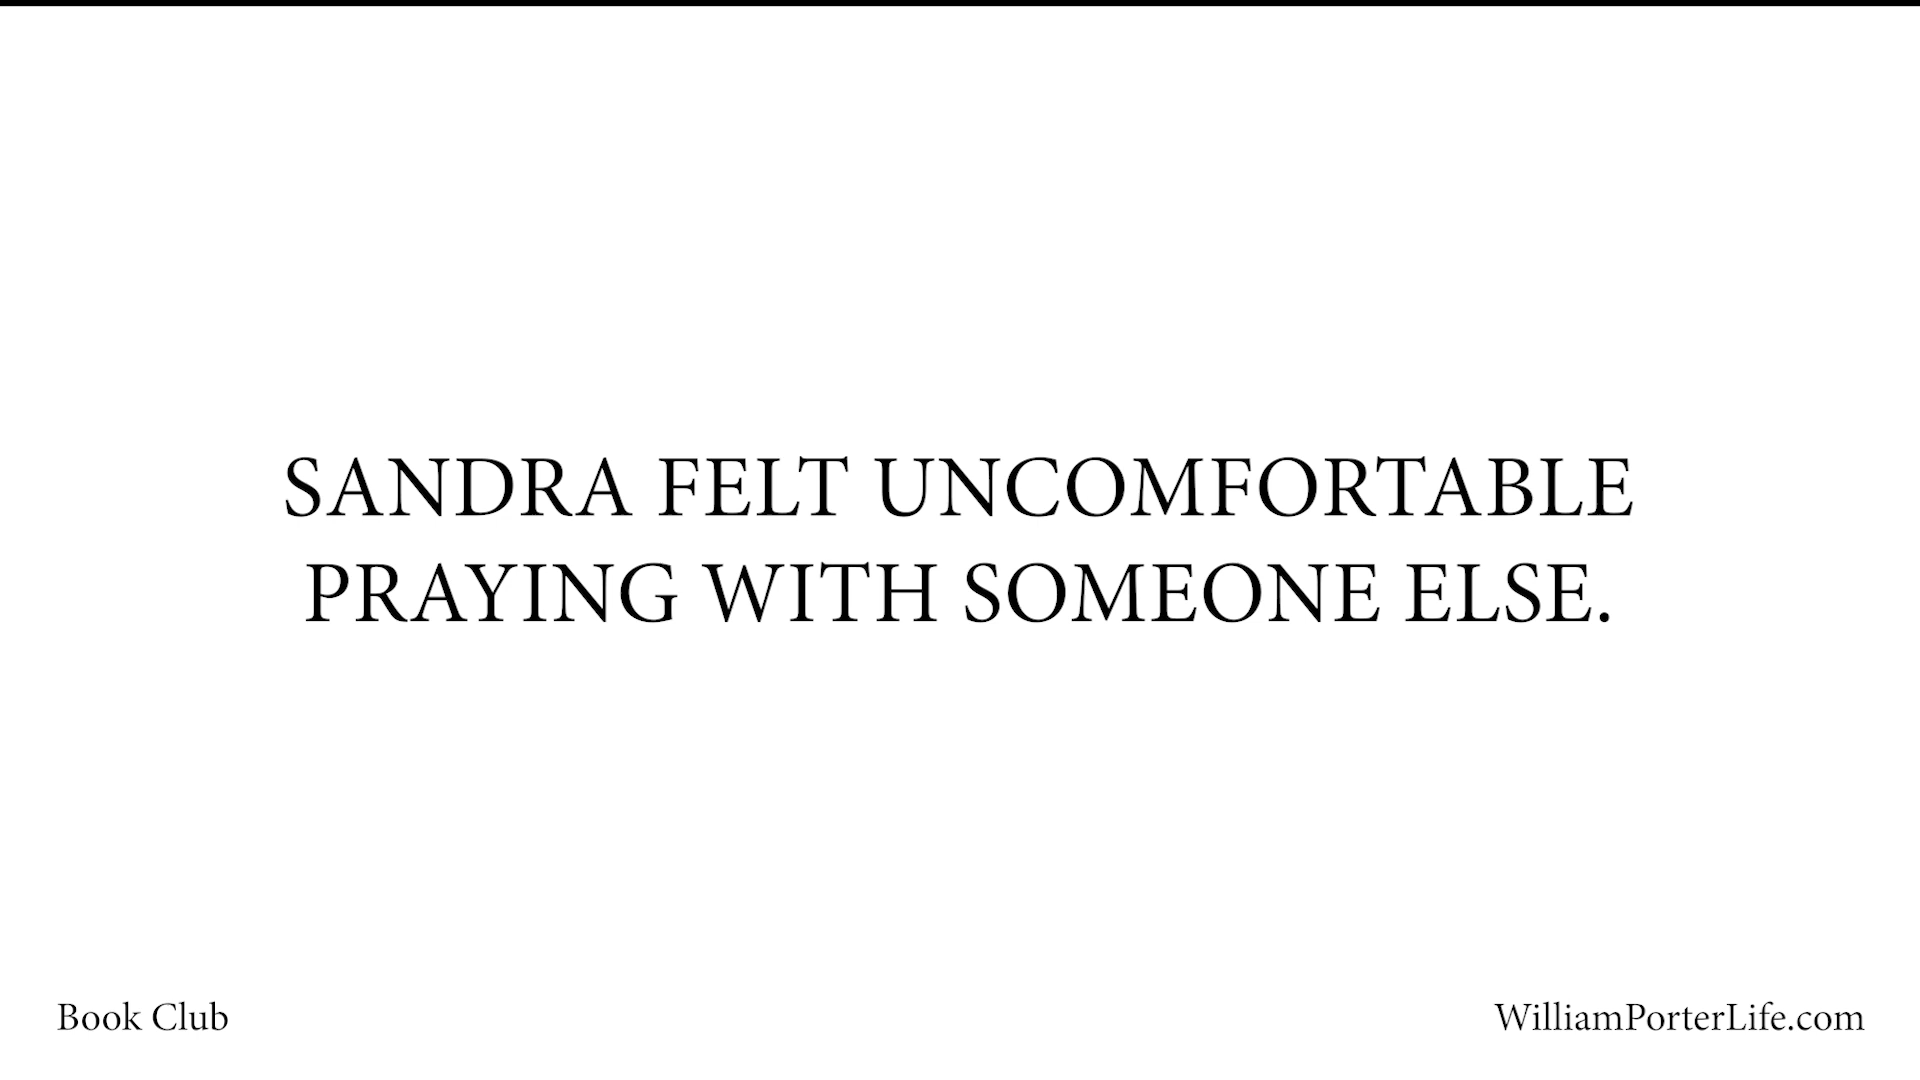 SANDRA FELT UNCOMFORTABLE
PRAYING WITH SOMEONE ELSE.
Book Club
WilliamPorterLife.com